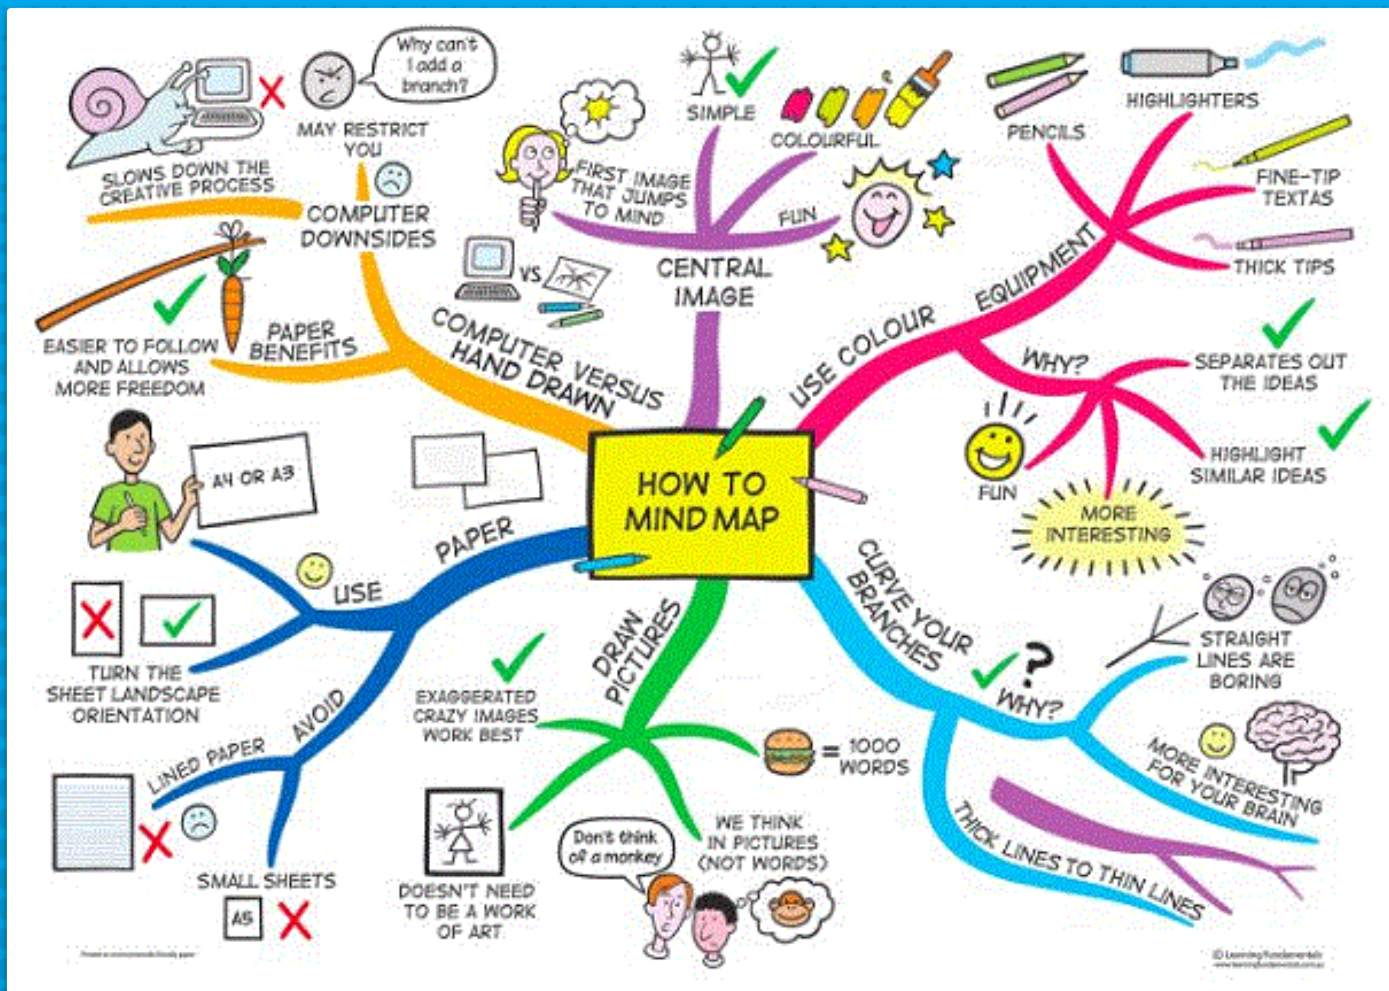 HOW TO
MIND MAP
CENTRAL
IMAGE
FIRST IMAGE
THAT JUMPS
TO MIND
SIMPLE
COLOURFUL
FUN
USE COLOUR
EQUIPMENT
PENCILS
HIGHLIGHTERS
FINE-TIP
TEXTAS
THICK TIPS
WHY?
SEPARATES OUT
THE IDEAS
HIGHLIGHT
SIMILAR IDEAS
MORE
INTERESTING
FUN
CURVE YOUR
BRANCHES
?
WHY?
STRAIGHT
LINES ARE
BORING
MORE INTERESTING
FOR YOUR BRAIN
THICK LINES TO THIN LINES
DRAW
PICTURES
= 1000
WORDS
WE THINK
IN PICTURES
(NOT WORDS)
Don't think
of a monkey
DOESN'T NEED
TO BE A WORK
OF ART
EXAGGERATED
CRAZY IMAGES
WORK BEST
PAPER
USE
A4 OR A3
TURN THE
SHEET LANDSCAPE
ORIENTATION
AVOID
LINED PAPER
SMALL SHEETS
A5
COMPUTER VERSUS
HAND DRAWN
VS
PAPER
BENEFITS
EASIER TO FOLLOW
AND ALLOWS
MORE FREEDOM
COMPUTER
DOWNSIDES
SLOWS DOWN THE
CREATIVE PROCESS
MAY RESTRICT
YOU
Why can't
I add a
branch?
© Learning Fundamentals